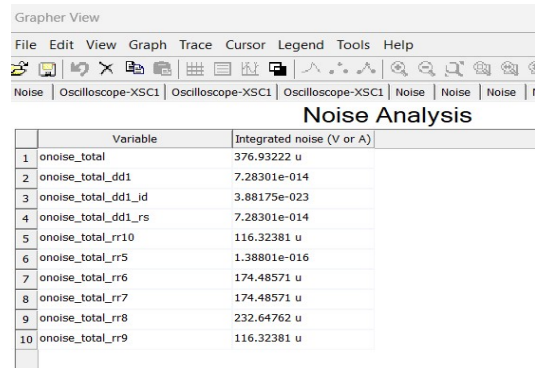 Grapher View
File Edit View Graph Trace Cursor Legend Tools Help
Noise Oscilloscope-XSC1 Oscilloscope-XSC1 Oscilloscope-XSC1 Noise Noise Noise
Noise Analysis
Variable Integrated noise (V or A)
1 onoise_total 376.93222 u
2 onoise_total_dd1 7.28301e-014
3 onoise_total_dd1_id 3.88175e-023
4 onoise_total_dd1_rs 7.28301e-014
5 onoise_total_rr10 116.32381 u
6 onoise_total_rr5 1.38801e-016
7 onoise_total_rr6 174.48571 u
8 onoise_total_rr7 174.48571 u
9 onoise_total_rr8 232.64762 u
10 onoise_total_rr9 116.32381 u